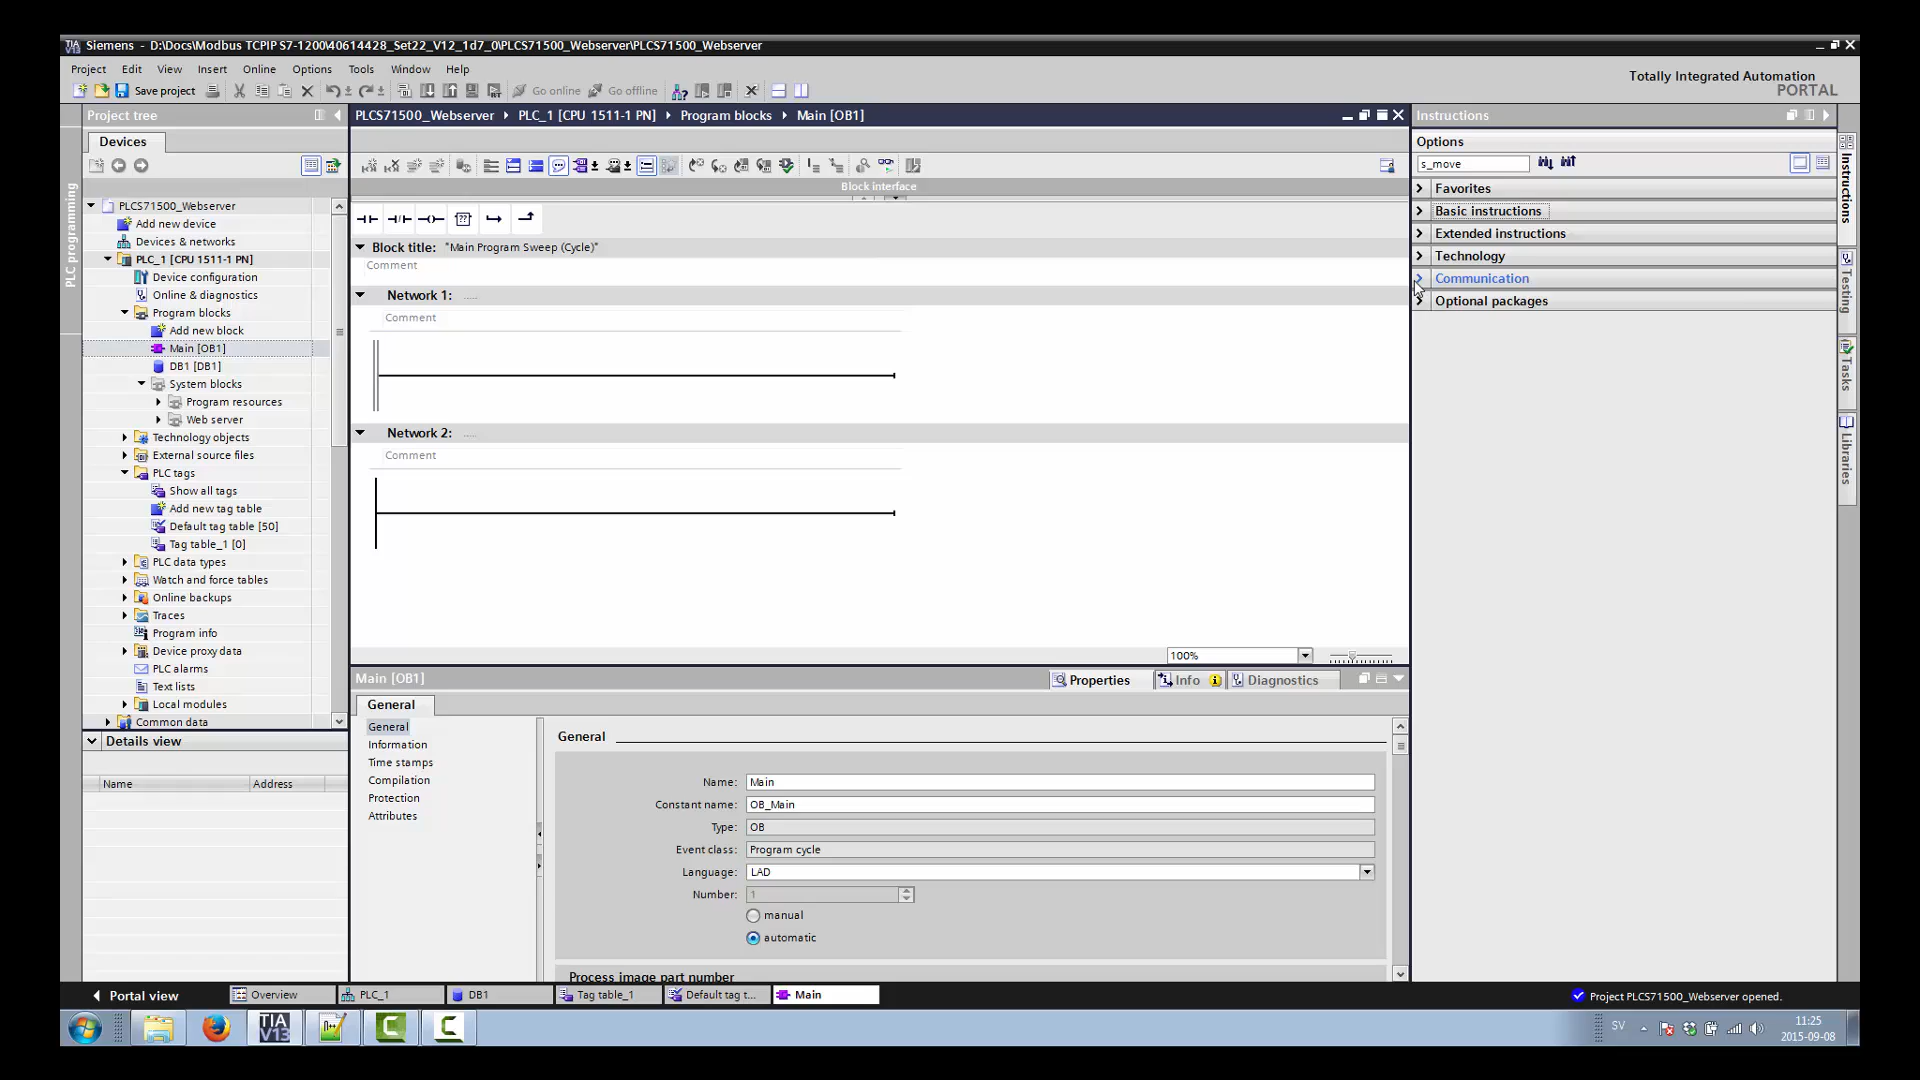 Siemens - D:\Docs\Modbus TCPIP S7-1200\40614428_Set22_V12_1d7_0\PLCS71500_Webserver\PLCS71500_Webserver
Project Edit View Insert Online Options Tools Window Help
Totally Integrated Automation
PORTAL
Save project Go online Go offline
Project tree
PLCS71500_Webserver PLC_1 [CPU 1511-1 PN] Program blocks Main [OB1]
Instructions
Devices
Options
s_move
Block interface
Favorites
Basic instructions
Extended instructions
Technology
Communication
Optional packages
PLC programming
PLCS71500_Webserver
Add new device
Devices & networks
PLC_1 [CPU 1511-1 PN]
Device configuration
Online & diagnostics
Program blocks
Add new block
Main [OB1]
DB1 [DB1]
System blocks
Program resources
Web server
Technology objects
External source files
PLC tags
Show all tags
Add new tag table
Default tag table [50]
Tag table_1 [0]
PLC data types
Watch and force tables
Online backups
Traces
Program info
Device proxy data
PLC alarms
Text lists
Local modules
Common data
Block title: "Main Program Sweep (Cycle)"
Comment
Network 1: .....
Comment
Network 2: .....
Comment
100%
Instructions
Testing
Tasks
Libraries
Details view
Name Address
Main [OB1]
Properties Info Diagnostics
General
General
Information
Time stamps
Compilation
Protection
Attributes
General
Name: Main
Constant name: OB_Main
Type: OB
Event class: Program cycle
Language: LAD
Number: 1
manual
automatic
Process image part number
Portal view Overview PLC_1 DB1 Tag table_1 Default tag t... Main
Project PLCS71500_Webserver opened.
TIA V13
SV
11:25
2015-09-08